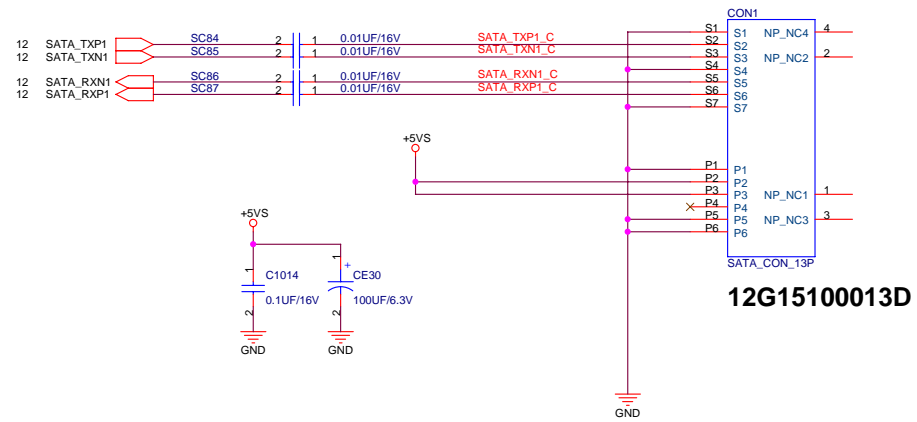 CON1
12 SATA_TXP1 SC84 2 1 0.01UF/16V SATA_TXP1_C
12 SATA_TXN1 SC85 2 1 0.01UF/16V SATA_TXN1_C
12 SATA_RXN1 SC86 2 1 0.01UF/16V SATA_RXN1_C
12 SATA_RXP1 SC87 2 1 0.01UF/16V SATA_RXP1_C
S1 S1 NP_NC4 4
S2 S2
S3 S3 NP_NC2 2
S4 S4
S5 S5
S6 S6
S7 S7
+5VS
P1 P1
P2 P2
P3 P3 NP_NC1 1
P4 P4
P5 P5 NP_NC3 3
P6 P6
SATA_CON_13P
12G15100013D
+5VS
1 C1014 0.1UF/16V 2
GND
1 + CE30 100UF/6.3V 2
GND
GND